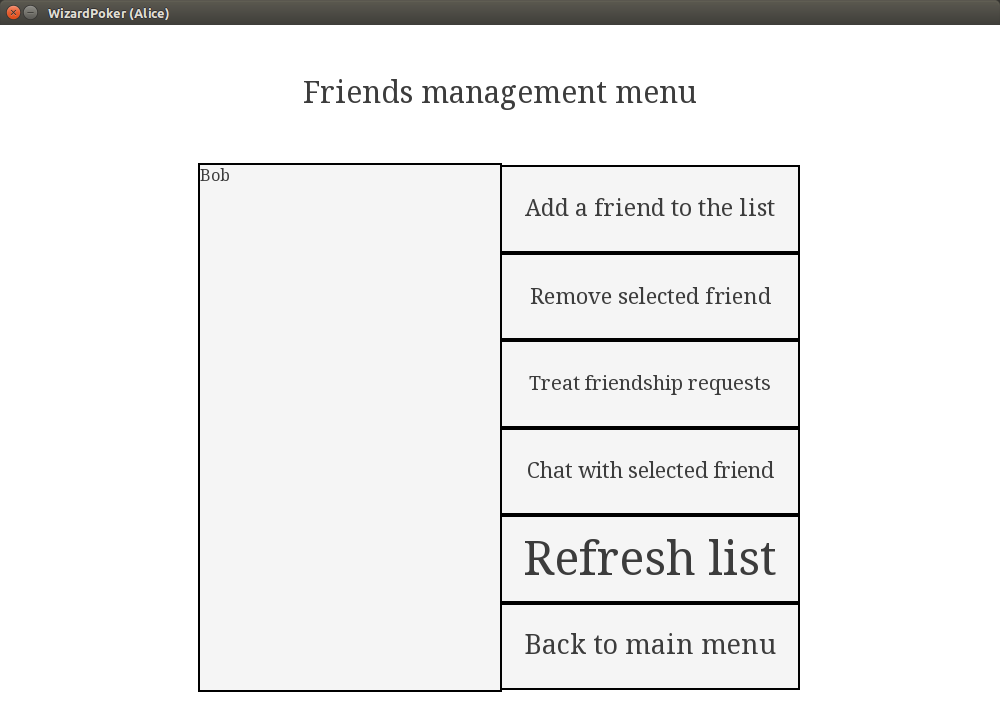 WizardPoker (Alice)
Friends management menu
Bob
Add a friend to the list
Remove selected friend
Treat friendship requests
Chat with selected friend
Refresh list
Back to main menu